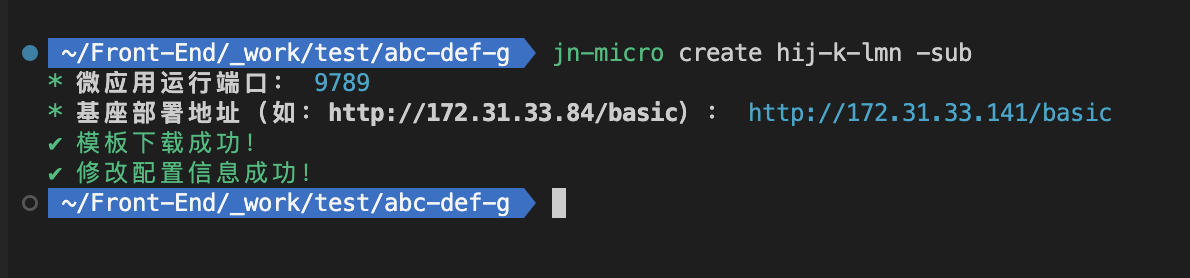 ~/Front-End/_work/test/abc-def-g jn-micro create hij-k-lmn -sub
* 微应用运行端口： 9789
* 基座部署地址（如：http://172.31.33.84/basic）： http://172.31.33.141/basic
✔ 模板下载成功！
✔ 修改配置信息成功！
~/Front-End/_work/test/abc-def-g